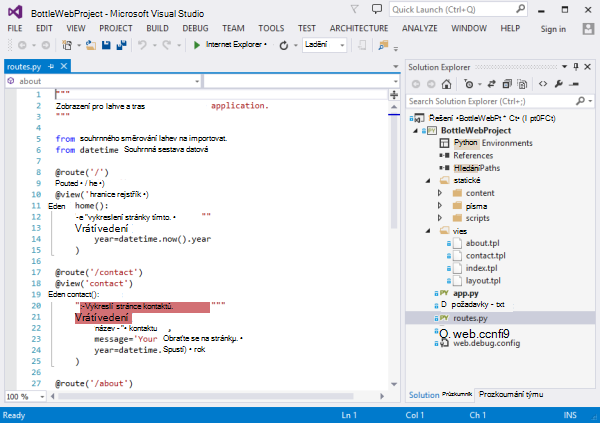 BottleWebProject - Microsoft Visual Studio
Quick Launch (Ctrl+Q)
FILE EDIT VIEW PROJECT BUILD DEBUG TEAM TOOLS TEST ARCHITECTURE ANALYZE WINDOW HELP Sign in
Internet Explorer • Ladění
routes.py
about
1 """
2 Zobrazení pro lahve a tras application.
3 """
4
5 from souhrnného směrování lahev na importovat.
6 from datetime Souhrnná sestava datová
7
8 @route('/')
9 Pouted • / he •)
10 @view(' hranice rejstřík •)
11 Eden home():
12 -e "vykreslení stránky tímto. • ""
13 Vrátívedení
14 year=datetime.now().year
15 )
16
17 @route('/contact')
18 @view('contact')
19 Eden contact():
20 "-Vykreslí stránce kontaktů. """
21 Vrátívedení
22 název - "• kontaktu ,
23 message='Your Obraťte se na stránku. •
24 year=datetime. Spustí) • rok
25 )
26
27 @route('/about')
100 %
Solution Explorer
Search Solution Explorer (Ctrl+;)
Řešení •BottleWebPt * Ct• (I pt0FCt)
BottleWebProject
Python Environments
References
Hledání Paths
statické
content
písma
scripts
vies
about.tpl
contact.tpl
index.tpl
layout.tpl
app.py
D požadavky - txt
routes.py
Q. web.ccnfi9
web.debug.config
Solution Průzkumník Prozkoumání týmu
Ready Ln 1 Col 1 Ch 1 INS